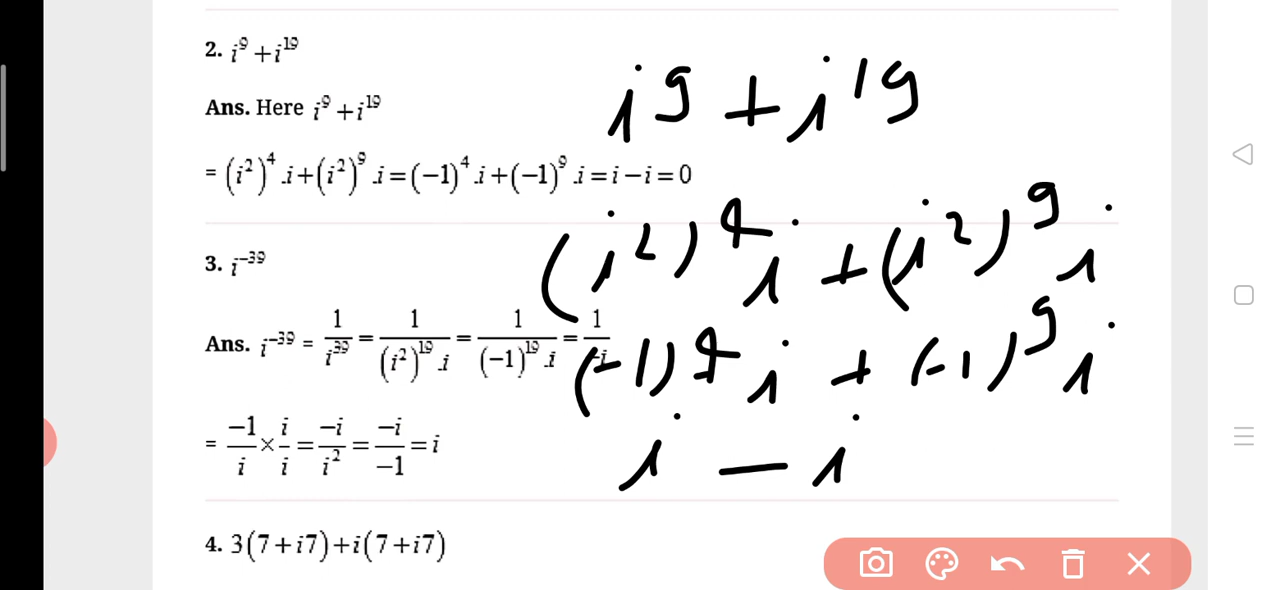 2. i⁹ + i¹⁹
i⁹ + i¹⁹
Ans. Here i⁹ + i¹⁹
= (i²)⁴ .i + (i²)⁹ .i = (−1)⁴ .i + (−1)⁹ .i = i − i = 0
(i²)⁴ i + (i²)⁹ i
3. i⁻³⁹
Ans. i⁻³⁹ = 1/i³⁹ = 1/((i²)¹⁹ .i) = 1/((−1)¹⁹ .i) = 1/−i
(−1)⁴ i + (−1)⁹ i
= −1/i × i/i = −i/i² = −i/−1 = i
i − i
4. 3(7 + i7) + i(7 + i7)